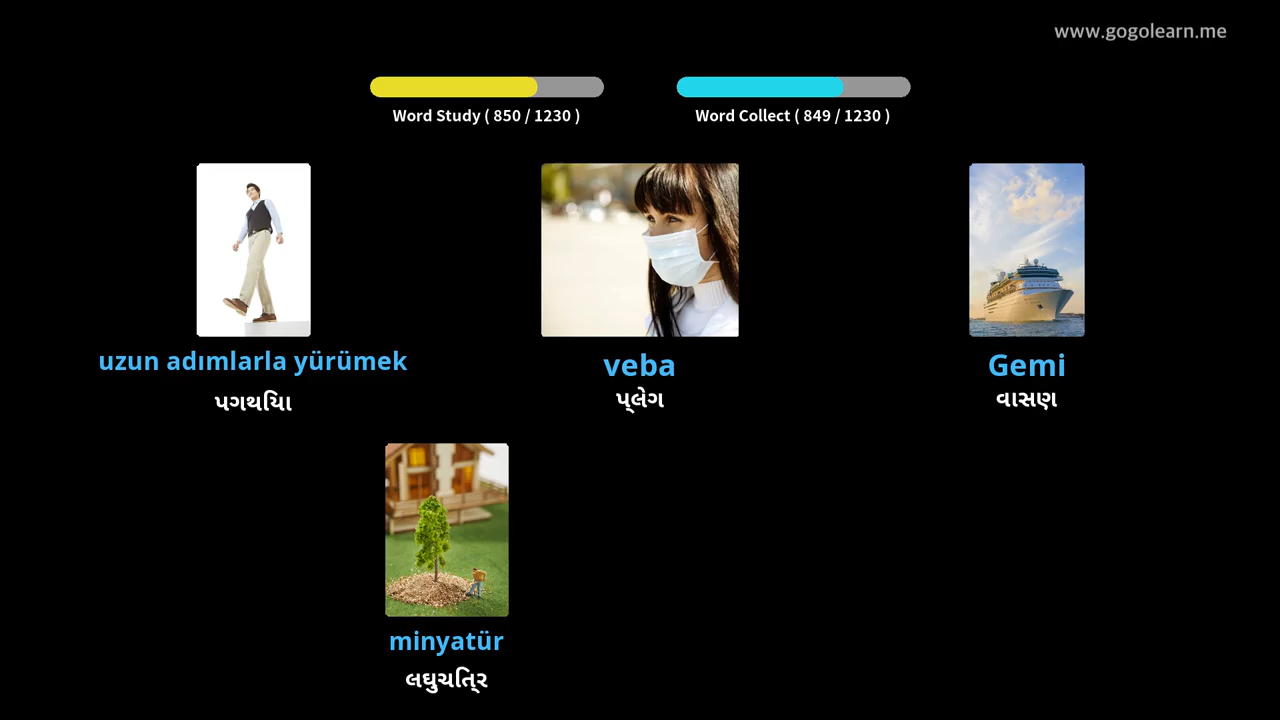 www.gogolearn.me
Word Study ( 850 / 1230 )
Word Collect ( 849 / 1230 )
uzun adımlarla yürümek
પગથિયા
veba
પ્લેગ
Gemi
વાસણ
minyatür
લઘુચિત્ર